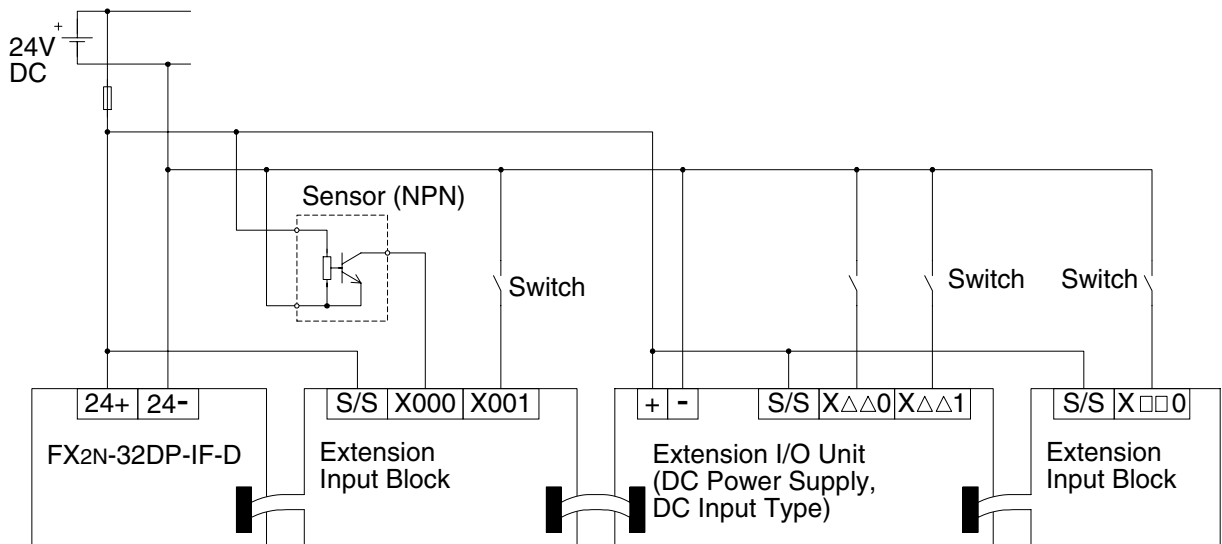 +
24V
DC
Sensor (NPN)
Switch
Switch
Switch
24+ 24-
S/S X000 X001
+ -
S/S X△△0 X△△1
S/S X□□0
FX2N-32DP-IF-D
Extension
Input Block
Extension I/O Unit
(DC Power Supply,
DC Input Type)
Extension
Input Block